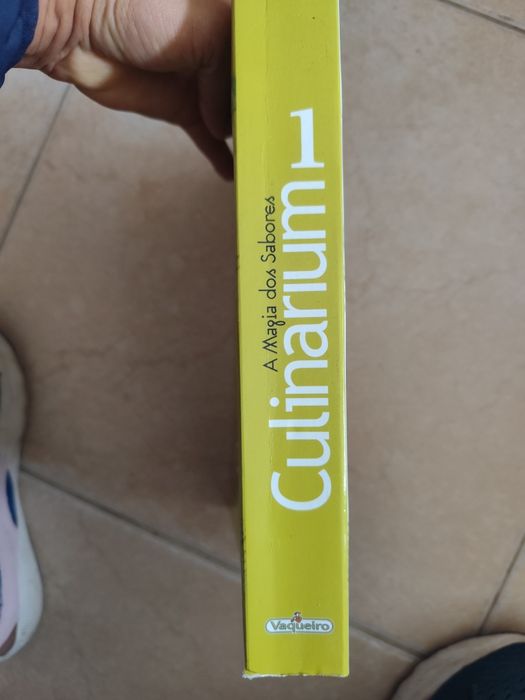 A Magia dos Sabores
Culinarium 1
Vaqueiro